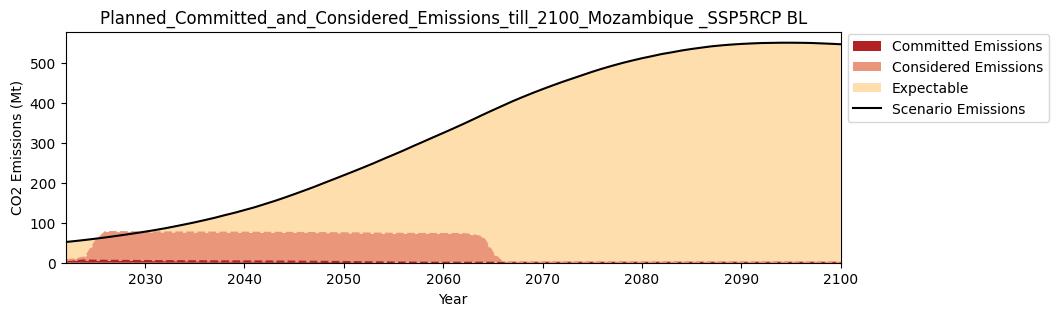 Planned_Committed_and_Considered_Emissions_till_2100_Mozambique _SSP5RCP BL
CO2 Emissions (Mt)
500
400
300
200
100
0
2030 2040 2050 2060 2070 2080 2090 2100
Year
Committed Emissions
Considered Emissions
Expectable
Scenario Emissions